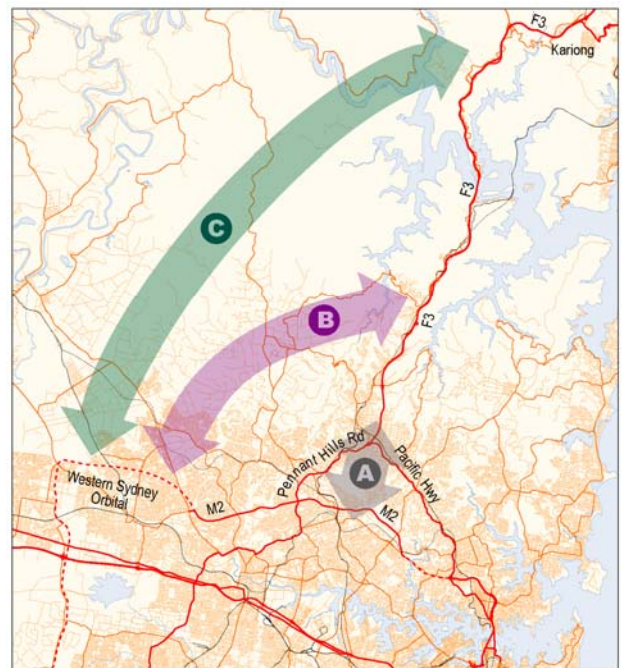 F3
Kariong
F3
C
B
F3
Pennant Hills Rd
Pacific Hwy
A
Western Sydney
Orbital
M2
M2